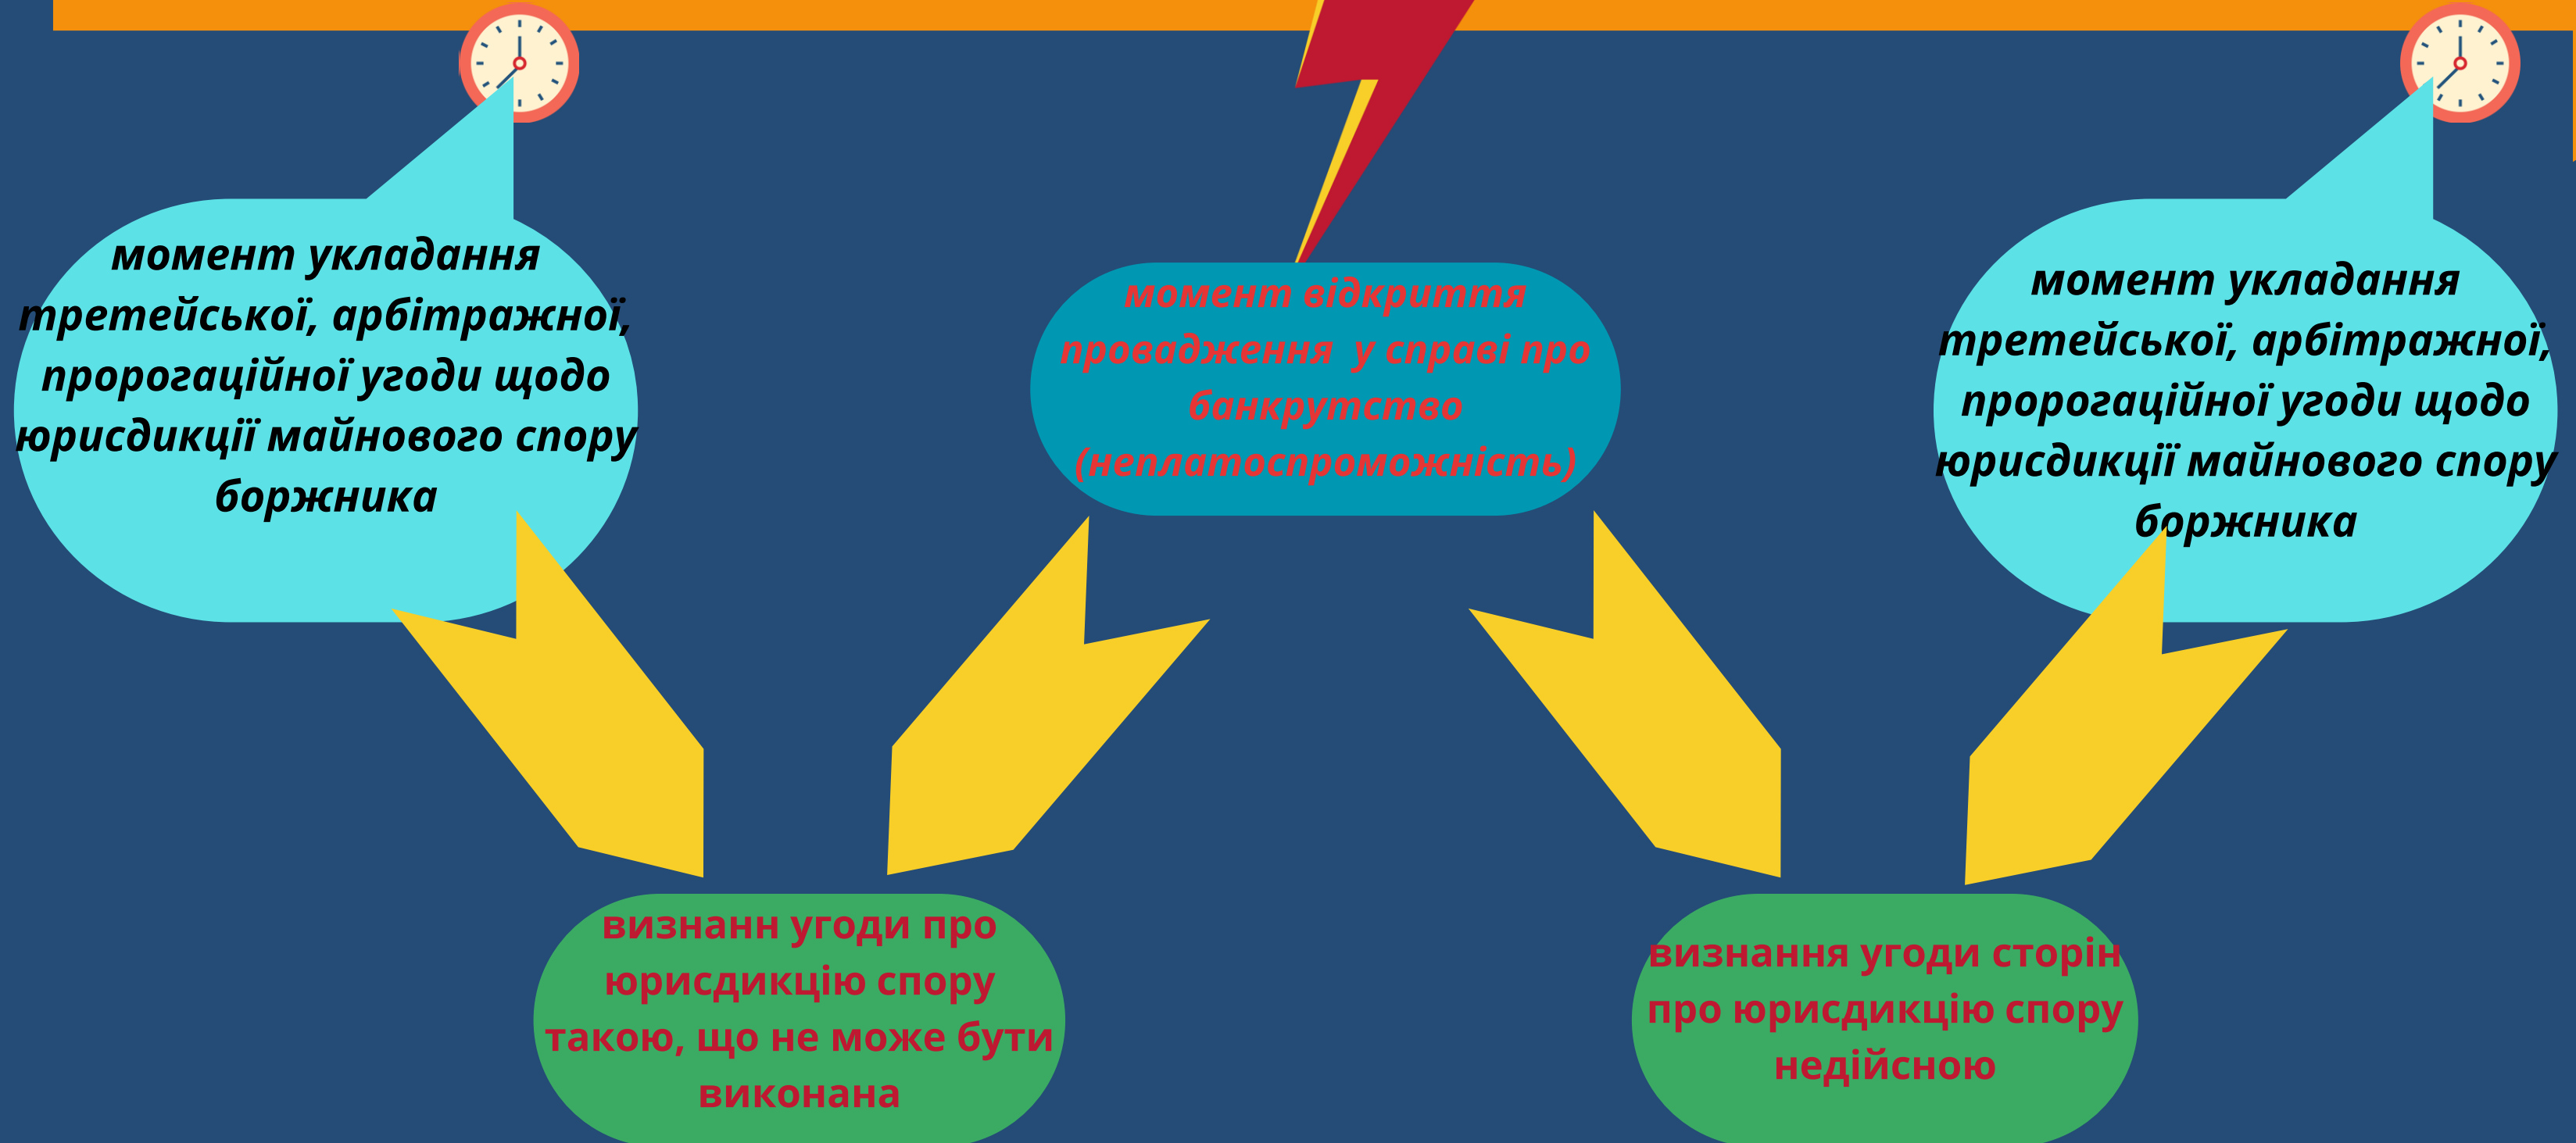 момент укладання
третейської, арбітражної,
пророгаційної угоди щодо
юрисдикції майнового спору
боржника
момент відкриття
провадження  у справі про
банкрутство
(неплатоспроможність)
момент укладання
третейської, арбітражної,
пророгаційної угоди щодо
юрисдикції майнового спору
боржника
визнанн угоди про
юрисдикцію спору
такою, що не може бути
виконана
визнання угоди сторін
про юрисдикцію спору
недійсною